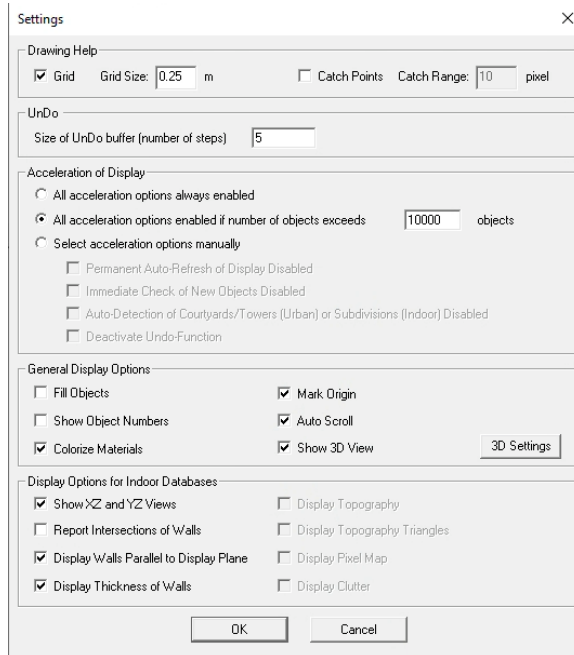 Settings
Drawing Help
Grid Grid Size: 0.25 m Catch Points Catch Range: 10 pixel
UnDo
Size of UnDo buffer (number of steps) 5
Acceleration of Display
All acceleration options always enabled
All acceleration options enabled if number of objects exceeds 10000 objects
Select acceleration options manually
Permanent Auto-Refresh of Display Disabled
Immediate Check of New Objects Disabled
Auto-Detection of Courtyards/Towers (Urban) or Subdivisions (Indoor) Disabled
Deactivate Undo-Function
General Display Options
Fill Objects Mark Origin
Show Object Numbers Auto Scroll
Colorize Materials Show 3D View 3D Settings
Display Options for Indoor Databases
Show XZ and YZ Views Display Topography
Report Intersections of Walls Display Topography Triangles
Display Walls Parallel to Display Plane Display Pixel Map
Display Thickness of Walls Display Clutter
OK Cancel